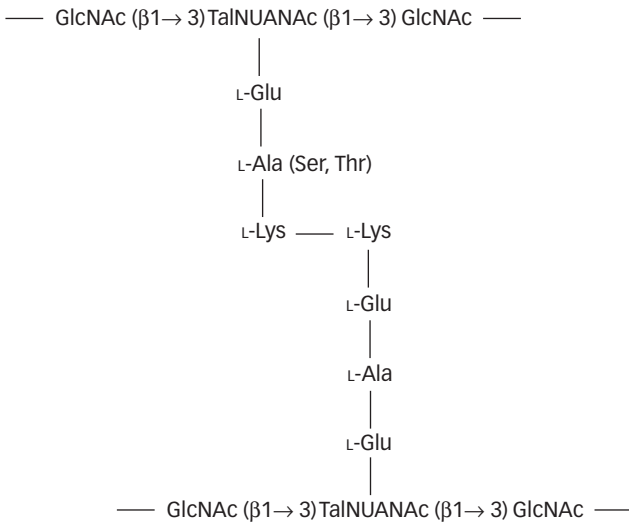 GlcNAc (β1→ 3)TalNUANAc (β1→ 3) GlcNAc
L-Glu
L-Ala (Ser, Thr)
L-Lys L-Lys
L-Glu
L-Ala
L-Glu
GlcNAc (β1→ 3)TalNUANAc (β1→ 3) GlcNAc